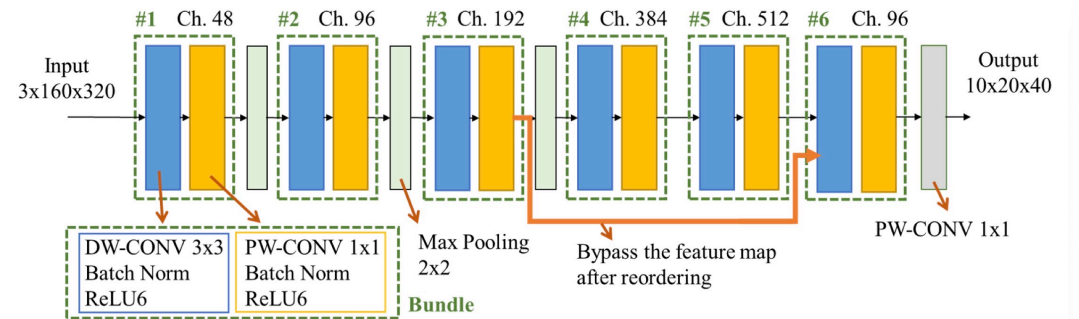 #1 Ch. 48
#2 Ch. 96
#3 Ch. 192
#4 Ch. 384
#5 Ch. 512
#6 Ch. 96
Input
3x160x320
Output
10x20x40
DW-CONV 3x3
Batch Norm
ReLU6
PW-CONV 1x1
Batch Norm
ReLU6
Bundle
Max Pooling
2x2
Bypass the feature map
after reordering
PW-CONV 1x1